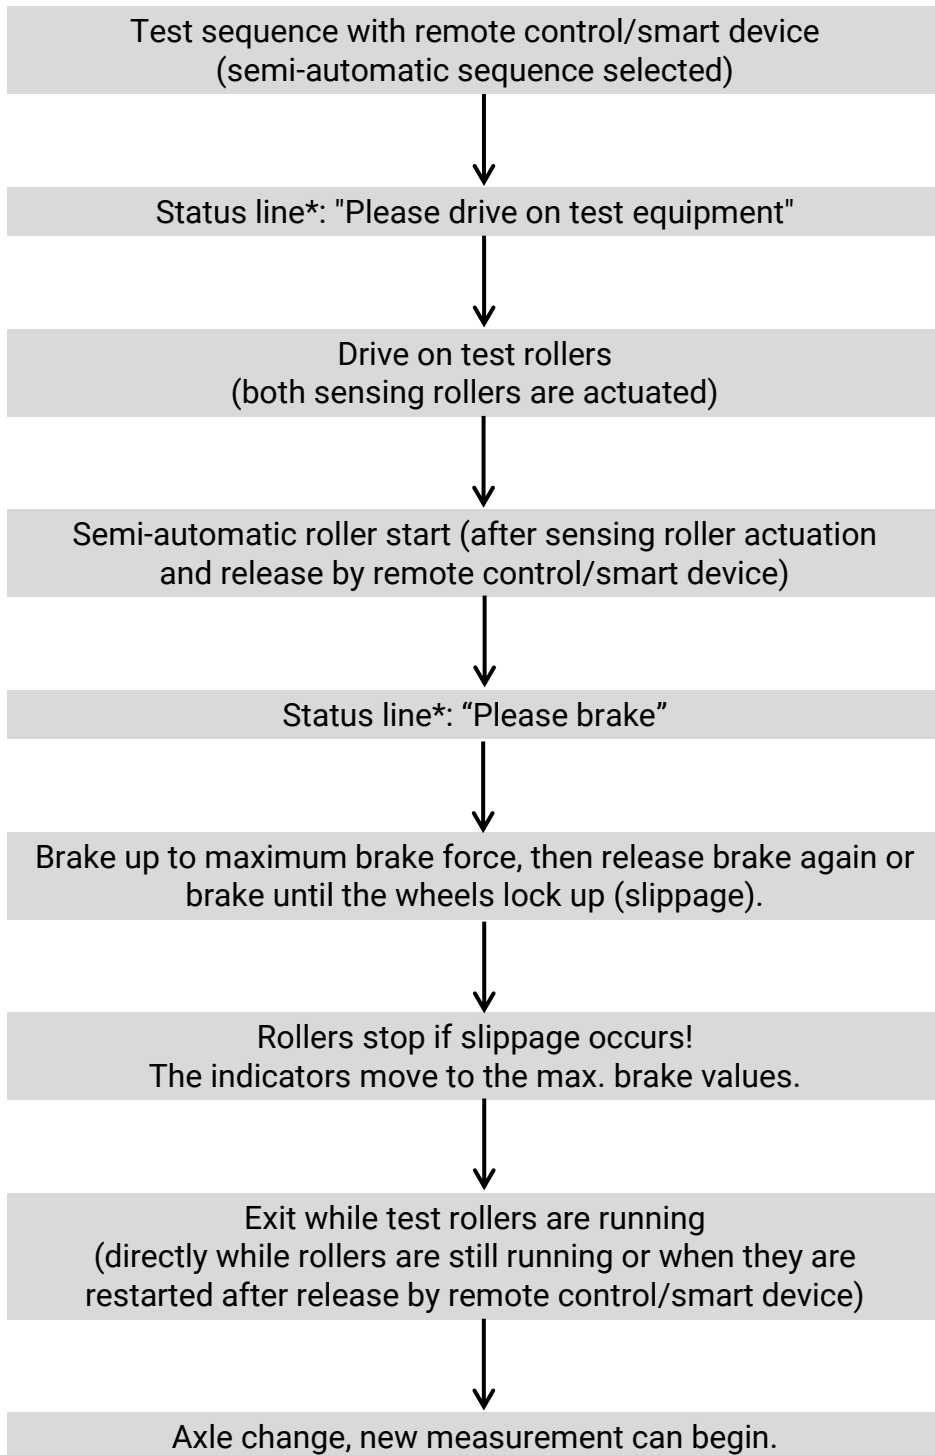 Test sequence with remote control/smart device
(semi-automatic sequence selected)
Status line*: "Please drive on test equipment"
Drive on test rollers
(both sensing rollers are actuated)
Semi-automatic roller start (after sensing roller actuation
and release by remote control/smart device)
Status line*: “Please brake”
Brake up to maximum brake force, then release brake again or
brake until the wheels lock up (slippage).
Rollers stop if slippage occurs!
The indicators move to the max. brake values.
Exit while test rollers are running
(directly while rollers are still running or when they are
restarted after release by remote control/smart device)
Axle change, new measurement can begin.